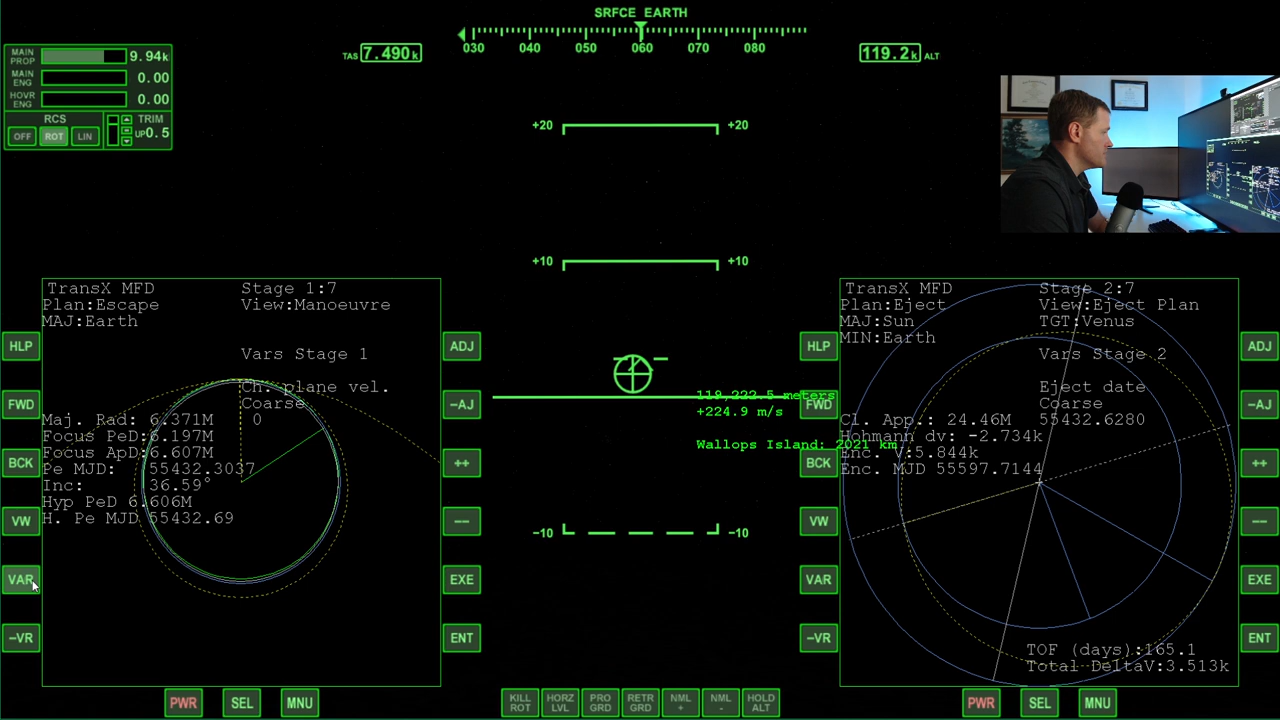 SRFCE EARTH
030 040 050 060 070 080
TAS 7.490k
119.2k ALT
MAIN PROP 9.94k
MAIN ENG 0.00
HOVR ENG 0.00
RCS
TRIM
OFF ROT LIN
UP0.5
+20 +20
+10 +10
-10 -10
119,222.5 meters
+224.9 m/s
Wallops Island: 2021 km
TransX MFD Stage 1:7
Plan:Escape View:Manoeuvre
MAJ:Earth
Vars Stage 1
Ch. plane vel.
Coarse
Maj. Rad: 6.371M 0
Focus PeD:6.197M
Focus ApD:6.607M
Pe MJD: 55432.3037
Inc: 36.59°
Hyp PeD 6.606M
H. Pe MJD 55432.69
HLP
FWD
BCK
VW
VAR
-VR
ADJ
-AJ
++
--
EXE
ENT
PWR SEL MNU
KILL ROT
HORZ LVL
PRO GRD
RETR GRD
NML +
NML -
HOLD ALT
TransX MFD Stage 2:7
Plan:Eject View:Eject Plan
MAJ:Sun TGT:Venus
MIN:Earth
Vars Stage 2
Eject date
Coarse
Cl. App.: 24.46M 55432.6280
Hohmann dv: -2.734k
Enc. V:5.844k
Enc. MJD 55597.7144
TOF (days):165.1
Total DeltaV:3.513k
HLP
FWD
BCK
VW
VAR
-VR
ADJ
-AJ
++
--
EXE
ENT
PWR SEL MNU